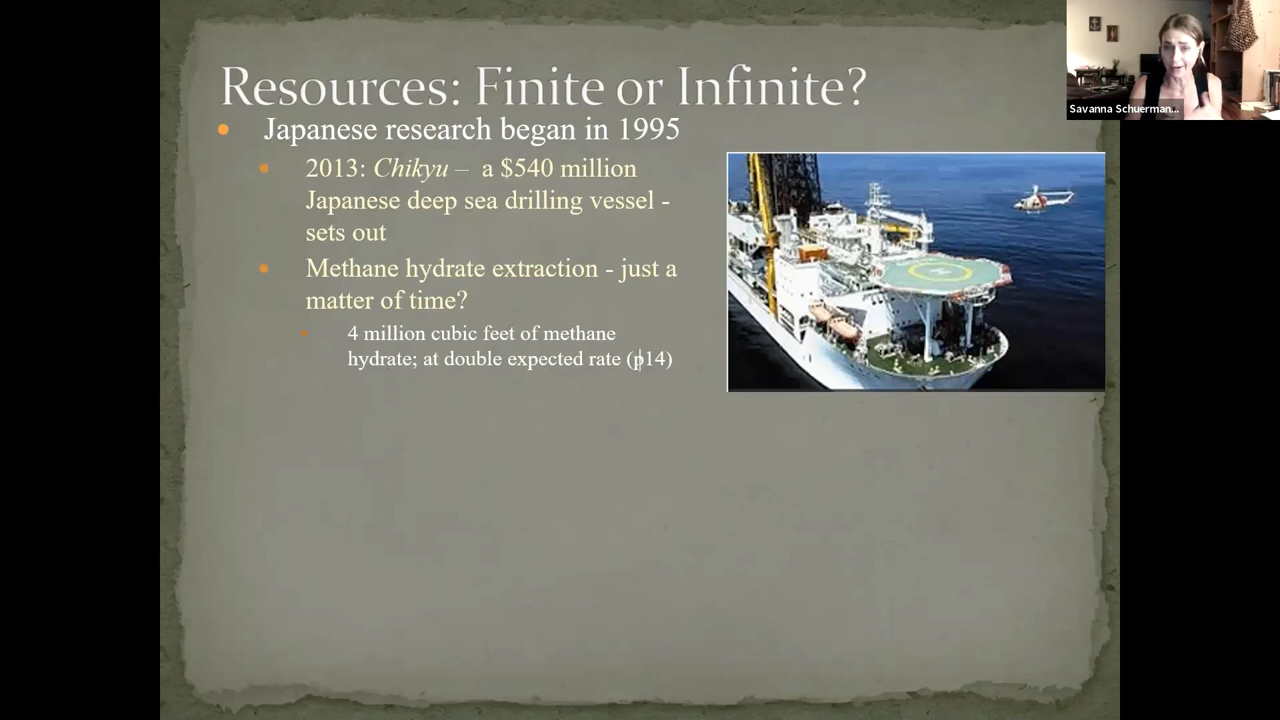 Resources: Finite or Infinite?
Japanese research began in 1995
2013: Chikyu – a $540 million
Japanese deep sea drilling vessel -
sets out
Methane hydrate extraction - just a
matter of time?
4 million cubic feet of methane
hydrate; at double expected rate (p14)
Savanna Schuerman...